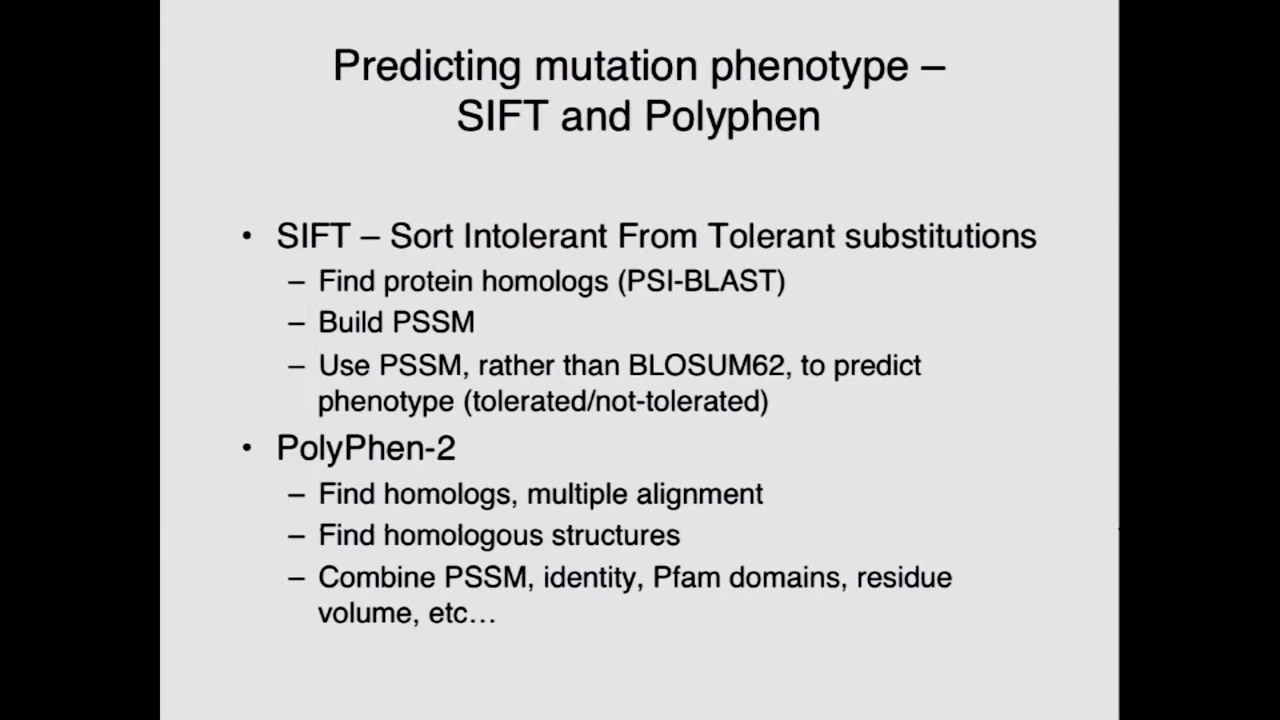 Predicting mutation phenotype –
SIFT and Polyphen
• SIFT – Sort Intolerant From Tolerant substitutions
– Find protein homologs (PSI-BLAST)
– Build PSSM
– Use PSSM, rather than BLOSUM62, to predict
phenotype (tolerated/not-tolerated)
• PolyPhen-2
– Find homologs, multiple alignment
– Find homologous structures
– Combine PSSM, identity, Pfam domains, residue
volume, etc…